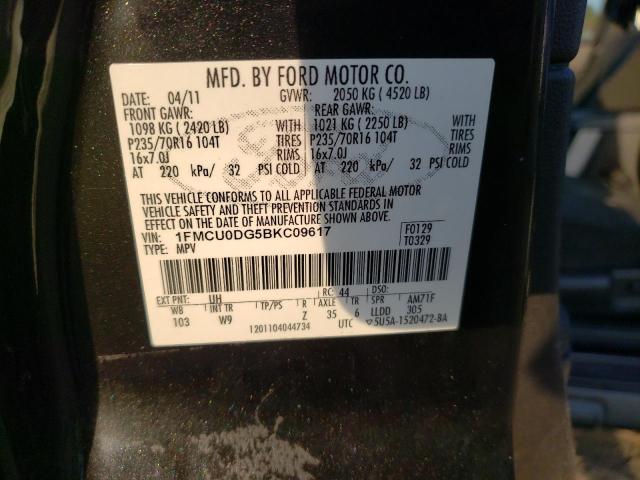 MFD. BY FORD MOTOR CO.
DATE: 04/11 GVWR: 2050 KG ( 4520 LB)
FRONT GAWR: REAR GAWR:
1098 KG ( 2420 LB) WITH 1021 KG ( 2250 LB) WITH
P235/70R16 104T TIRES P235/70R16 104T TIRES
16x7.0J RIMS 16x7.0J RIMS
AT 220 kPa/ 32 PSI COLD AT 220 kPa/ 32 PSI COLD
THIS VEHICLE CONFORMS TO ALL APPLICABLE FEDERAL MOTOR
VEHICLE SAFETY AND THEFT PREVENTION STANDARDS IN
EFFECT ON THE DATE OF MANUFACTURE SHOWN ABOVE.
VIN: 1FMCU0DG5BKC09617 F0129
TYPE: MPV T0329
EXT PNT: UH RC: 44 DSO:
WB INT TR TP/PS R AXLE TR SPR AM71F
103 W9 Z 35 6 LLDD 305
1201104044734 UTC ▽5U5A-1520472-BA